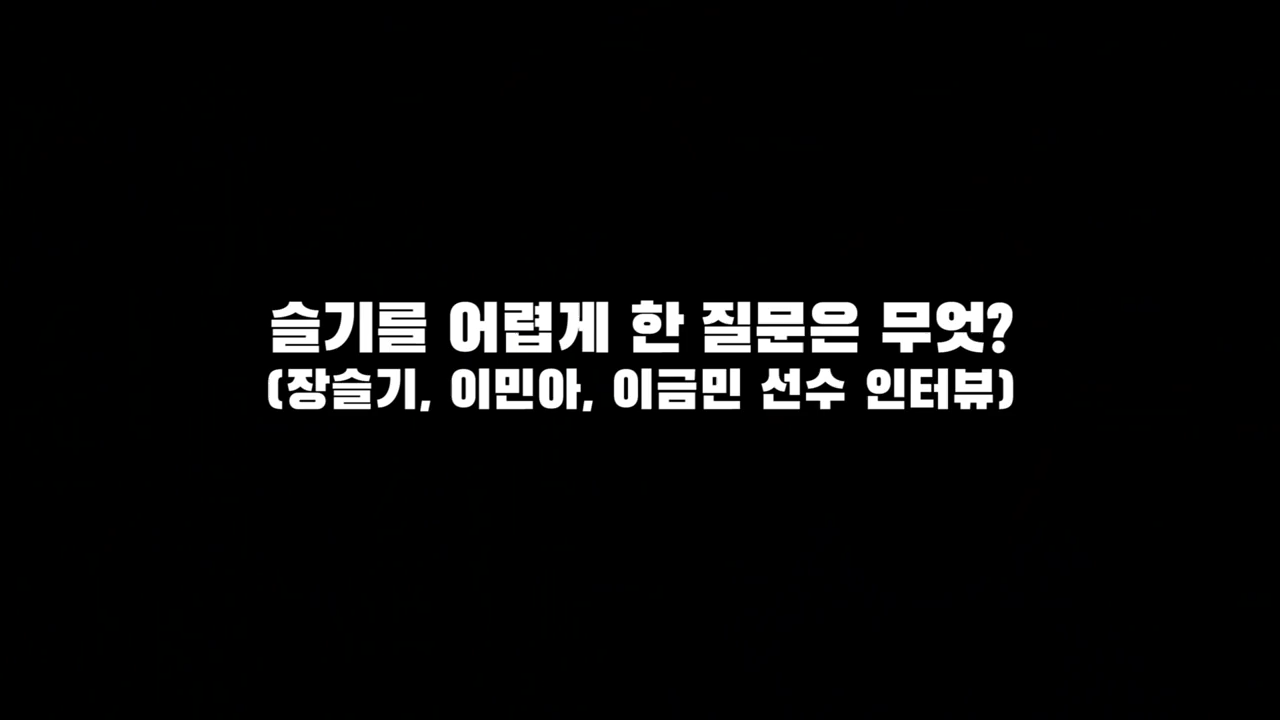 슬기를 어렵게 한 질문은 무엇?
(장슬기, 이민아, 이금민 선수 인터뷰)